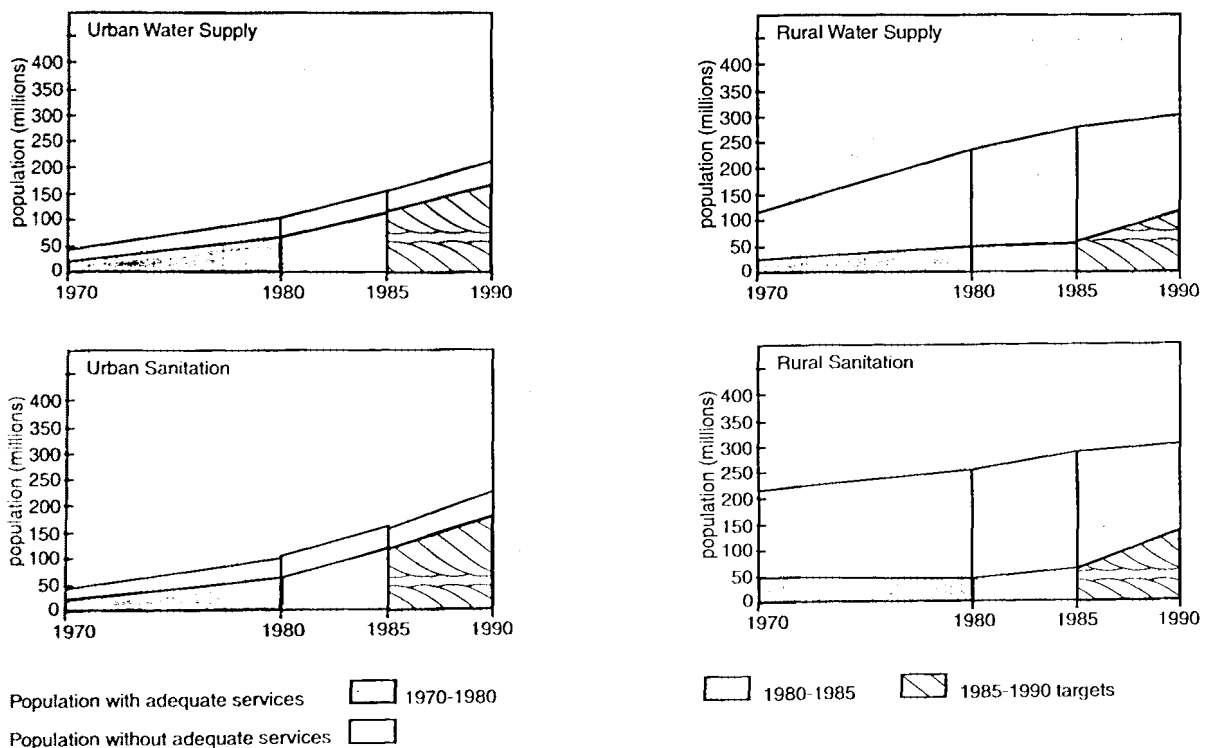 Urban Water Supply
population (millions)
400
350
300
250
200
150
100
50
0
1970 1980 1985 1990
Rural Water Supply
population (millions)
400
350
300
250
200
150
100
50
0
1970 1980 1985 1990
Urban Sanitation
population (millions)
400
350
300
250
200
150
100
50
0
1970 1980 1985 1990
Rural Sanitation
population (millions)
400
350
300
250
200
150
100
50
0
1970 1980 1985 1990
Population with adequate services 1970-1980 1980-1985 1985-1990 targets
Population without adequate services